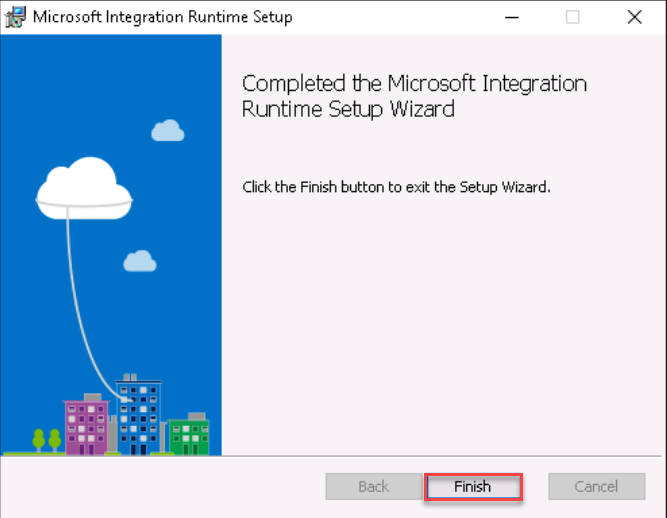 Microsoft Integration Runtime Setup
Completed the Microsoft Integration
Runtime Setup Wizard
Click the Finish button to exit the Setup Wizard.
Back
Finish
Cancel